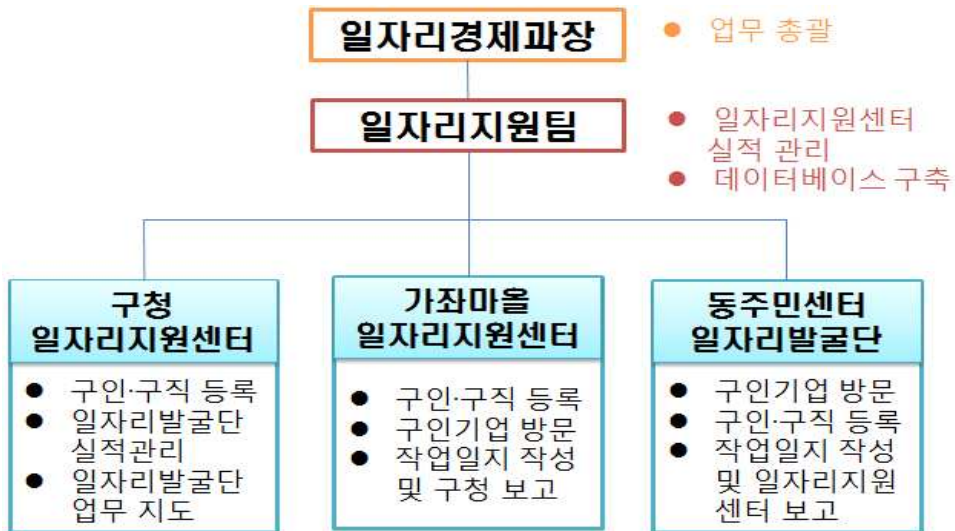 일자리경제과장
● 업무 총괄
일자리지원팀
● 일자리지원센터
실적 관리
● 데이터베이스 구축
구청
일자리지원센터
● 구인·구직 등록
● 일자리발굴단
실적관리
● 일자리발굴단
업무 지도
가좌마을
일자리지원센터
● 구인·구직 등록
● 구인기업 방문
● 작업일지 작성
및 구청 보고
동주민센터
일자리발굴단
● 구인기업 방문
● 구인·구직 등록
● 작업일지 작성
및 일자리지원
센터 보고